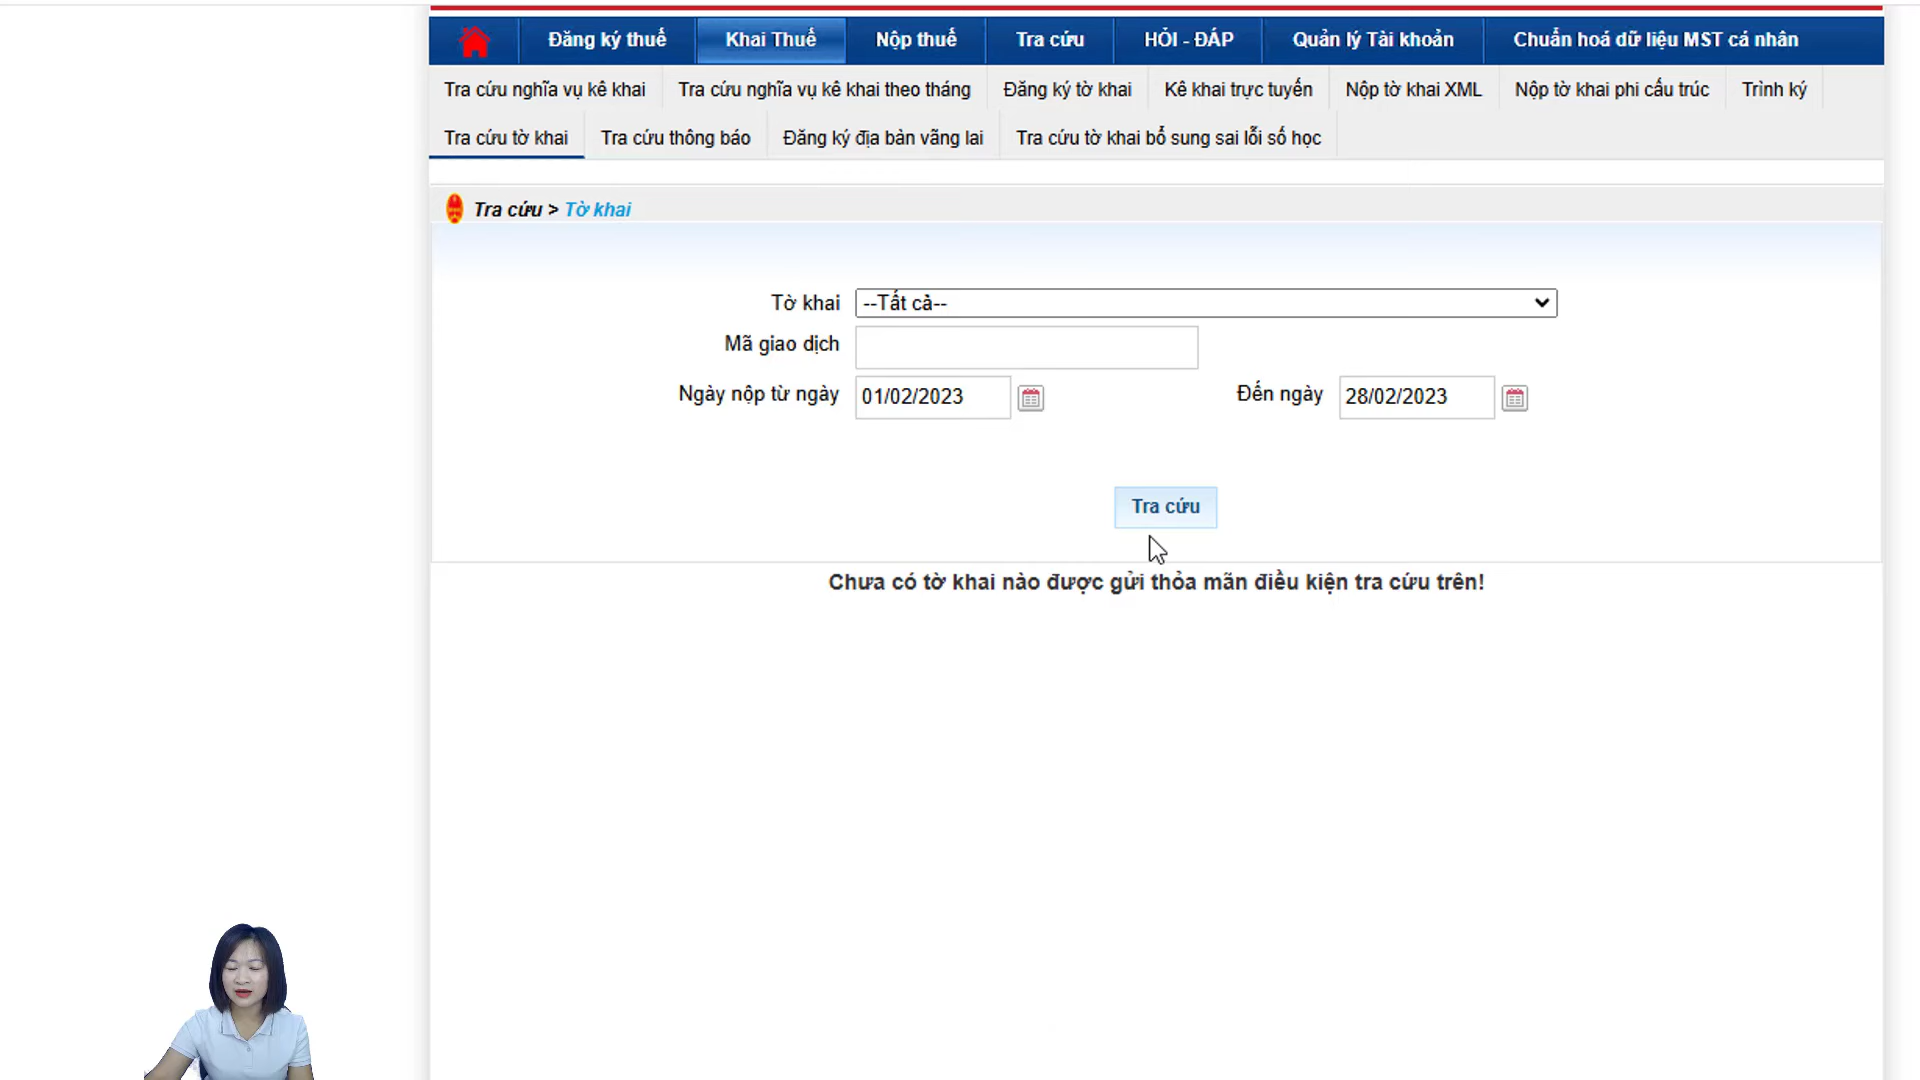 Đăng ký thuế Khai Thuế Nộp thuế Tra cứu HỎI - ĐÁP Quản lý Tài khoản Chuẩn hoá dữ liệu MST cá nhân
Tra cứu nghĩa vụ kê khai Tra cứu nghĩa vụ kê khai theo tháng Đăng ký tờ khai Kê khai trực tuyến Nộp tờ khai XML Nộp tờ khai phi cấu trúc Trình ký
Tra cứu tờ khai Tra cứu thông báo Đăng ký địa bàn vãng lai Tra cứu tờ khai bổ sung sai lỗi số học
Tra cứu > Tờ khai
Tờ khai --Tất cả--
Mã giao dịch
Ngày nộp từ ngày 01/02/2023 Đến ngày 28/02/2023
Tra cứu
Chưa có tờ khai nào được gửi thỏa mãn điều kiện tra cứu trên!